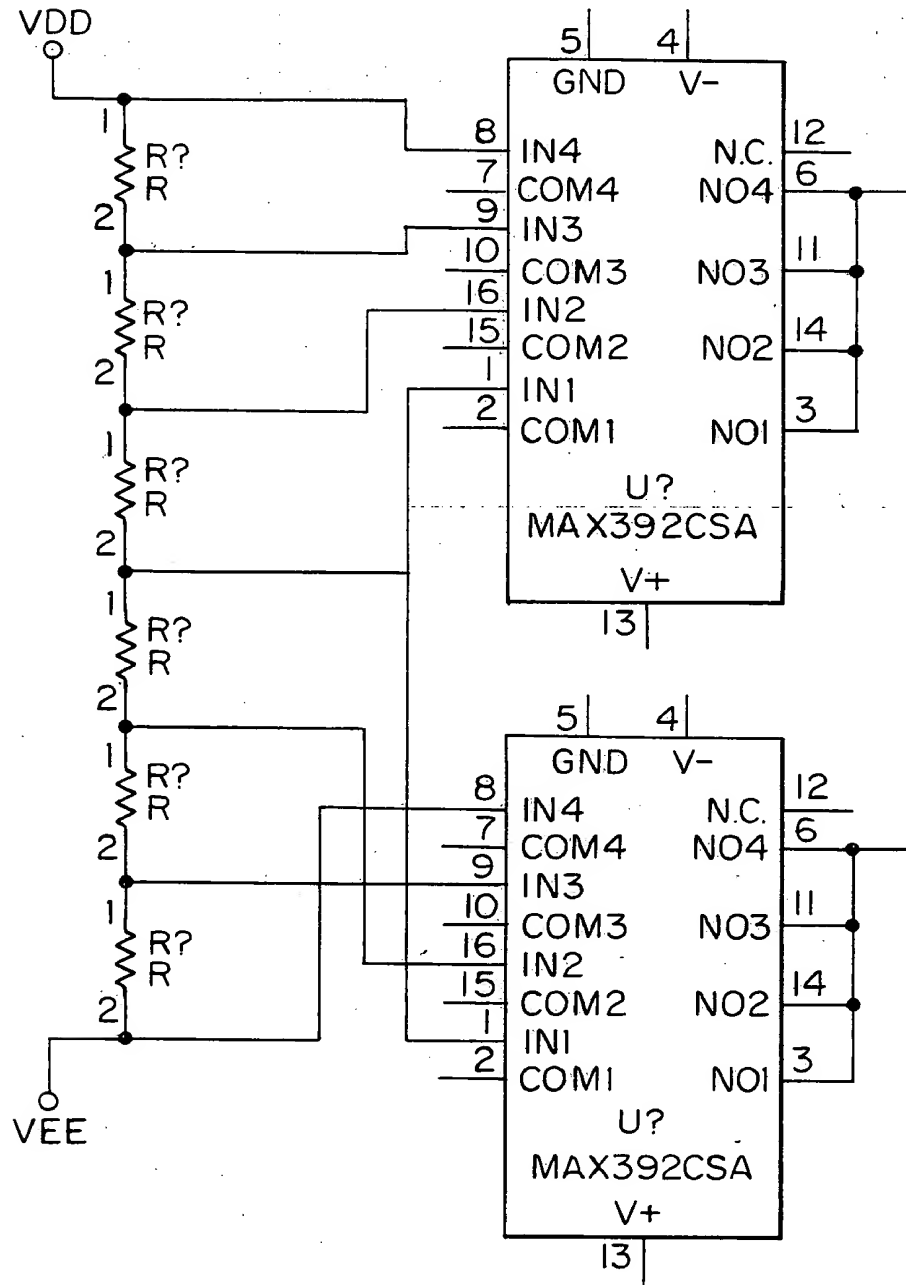 VDD
1
R?
R
2
1
R?
R
2
1
R?
R
2
1
R?
R
2
1
R?
R
2
1
R?
R
2
VEE
5 4
GND V-
8 IN4 N.C. 12
7 COM4 NO4 6
9 IN3
10 COM3 NO3 11
16 IN2
15 COM2 NO2 14
1 IN1
2 COM1 NO1 3
U?
MAX392CSA
V+
13
5 4
GND V-
8 IN4 N.C. 12
7 COM4 NO4 6
9 IN3
10 COM3 NO3 11
16 IN2
15 COM2 NO2 14
1 IN1
2 COM1 NO1 3
U?
MAX392CSA
V+
13